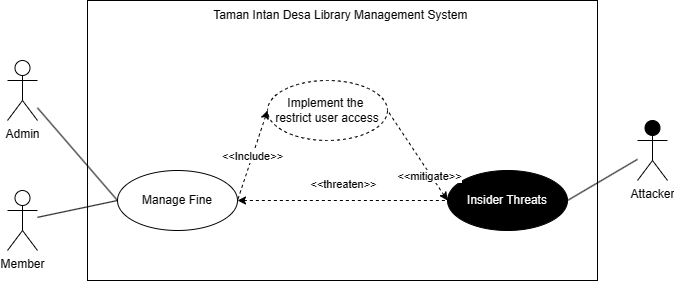 Taman Intan Desa Library Management System
Admin
Implement the
restrict user access
<<Include>>
<<mitigate>>
<<threaten>>
Manage Fine
Insider Threats
Attacker
Member